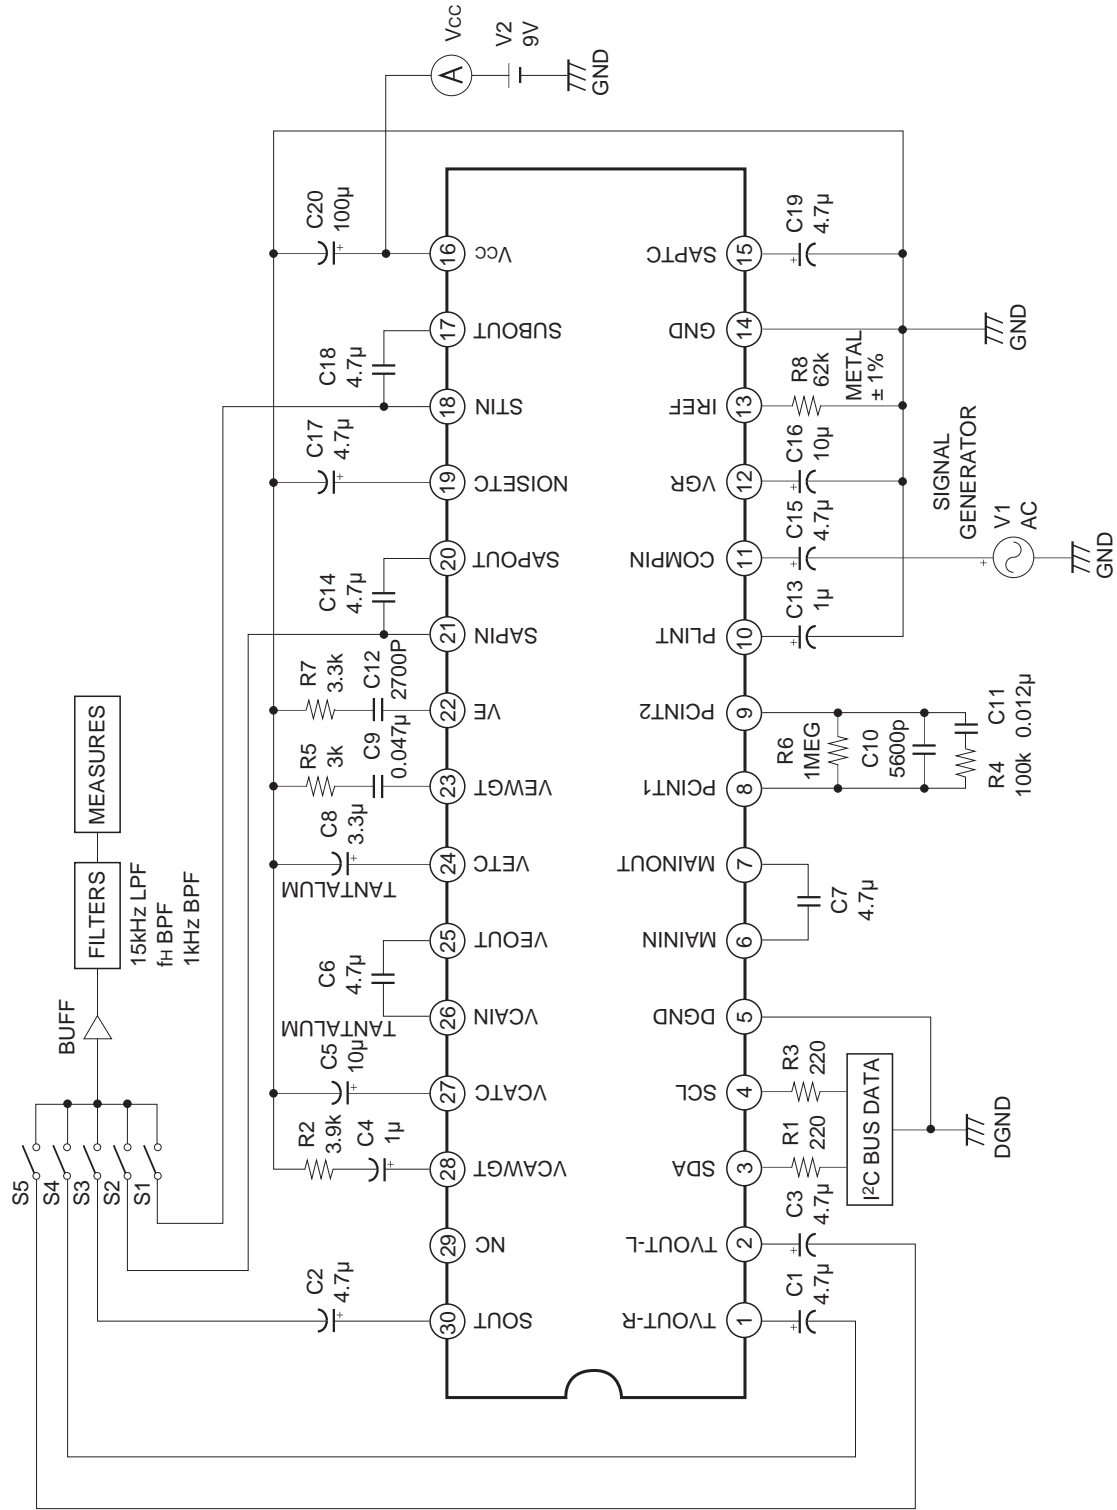 MEASURES
FILTERS
15kHz LPF
fH BPF
1kHz BPF
BUFF
S5
S4
S3
S2
S1
A
Vcc
V2
9V
GND
C20
100μ
C18
4.7μ
C17
4.7μ
C14
4.7μ
R7
3.3k
C12
2700P
R5
3k
C9
0.047μ
C8
3.3μ
TANTALUM
C6
4.7μ
TANTALUM
C5
10μ
R2
3.9k
C4
1μ
C2
4.7μ
16
VCC
17
SUBOUT
18
STIN
19
NOISETC
20
SAPOUT
21
SAPIN
22
VE
23
VEWGT
24
VETC
25
VEOUT
26
VCAIN
27
VCATC
28
VCAWGT
29
NC
30
SOUT
15
SAPTC
14
GND
13
IREF
12
VGR
11
COMPIN
10
PLINT
9
PCINT2
8
PCINT1
7
MAINOUT
6
MAININ
5
DGND
4
SCL
3
SDA
2
TVOUT-L
1
TVOUT-R
C19
4.7μ
GND
R8
62k
METAL
± 1%
C16
10μ
C15
4.7μ
SIGNAL
GENERATOR
V1
AC
GND
C13
1μ
R6
1MEG
C10
5600p
R4
100k
C11
0.012μ
C7
4.7μ
R3
220
R1
220
I²C BUS DATA
DGND
C3
4.7μ
C1
4.7μ